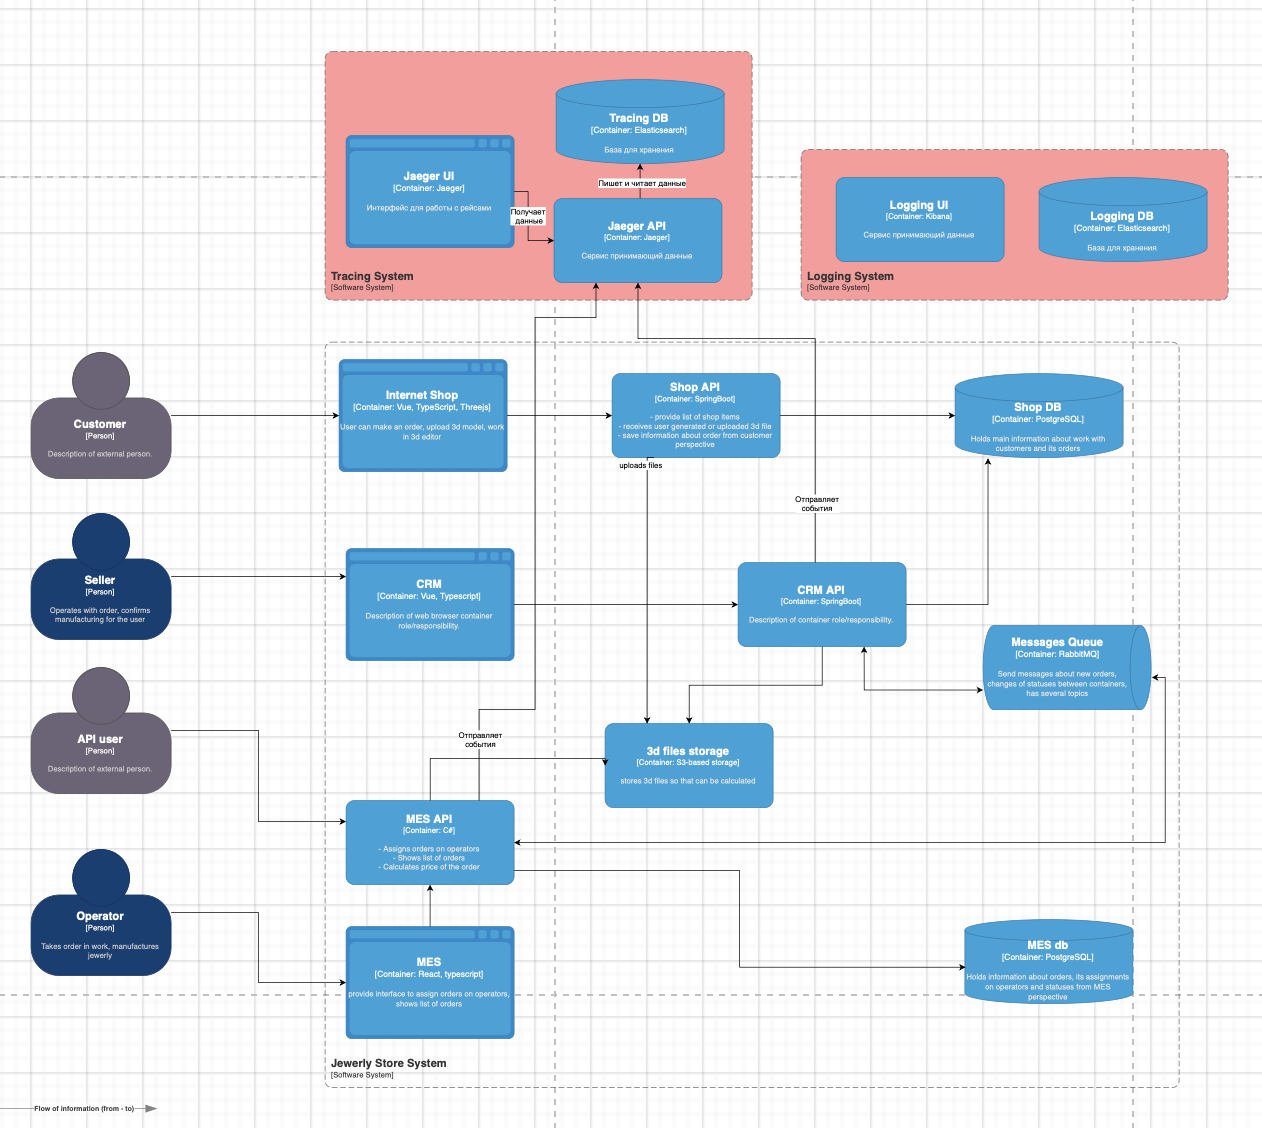 Tracing DB
[Container: Elasticsearch]
База для хранения
Jaeger UI
[Container: Jaeger]
Интерфейс для работы с рейсами
Пишет и читает данные
Получает
данные
Jaeger API
[Container: Jaeger]
Сервис принимающий данные
Tracing System
[Software System]
Logging UI
[Container: Kibana]
Сервис принимающий данные
Logging DB
[Container: Elasticsearch]
База для хранения
Logging System
[Software System]
Customer
[Person]
Description of external person.
Internet Shop
[Container: Vue, TypeScript, Threejs]
User can make an order, upload 3d model, work
in 3d editor
Shop API
[Container: SpringBoot]
- provide list of shop items
- receives user generated or uploaded 3d file
- save information about order from customer
perspective
uploads files
Shop DB
[Container: PostgreSQL]
Holds main information about work with
customers and its orders
Отправляет
события
Seller
[Person]
Operates with order, confirms
manufacturing for the user
CRM
[Container: Vue, Typescript]
Description of web browser container
role/responsibility.
CRM API
[Container: SpringBoot]
Description of container role/responsibility.
Messages Queue
[Container: RabbitMQ]
Send messages about new orders,
changes of statuses between containers,
has several topics
API user
[Person]
Description of external person.
Отправляет
события
3d files storage
[Container: S3-based storage]
stores 3d files so that can be calculated
MES API
[Container: C#]
- Assigns orders on operators
- Shows list of orders
- Calculates price of the order
Operator
[Person]
Takes order in work, manufactures
jewerly
MES
[Container: React, typescript]
provide interface to assign orders on operators,
shows list of orders
MES db
[Container: PostgreSQL]
Holds information about orders, its assignments
on operators and statuses from MES
perspective
Jewerly Store System
[Software System]
Flow of information (from - to)